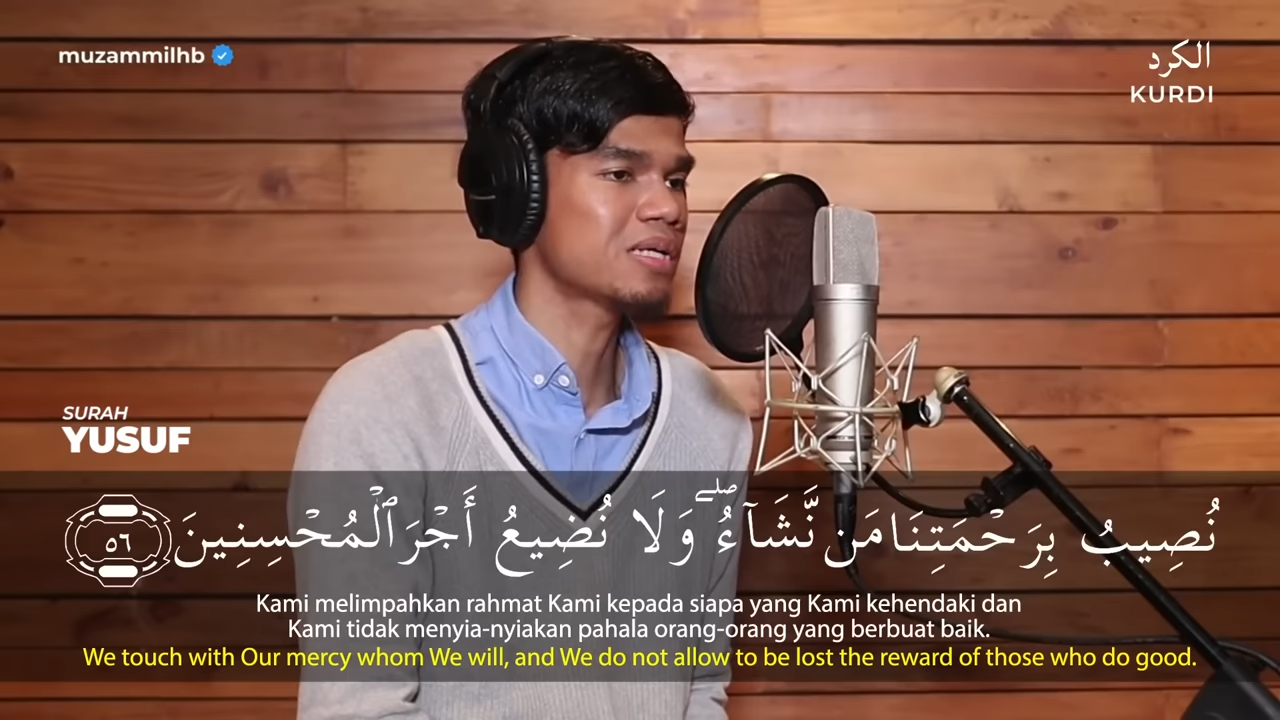 muzammilhb
الكرد
KURDI
SURAH
YUSUF
نُصِيبُ بِرَحْمَتِنَا مَن نَّشَآءُ ۖ وَلَا نُضِيعُ أَجْرَ ٱلْمُحْسِنِينَ ٥٦
Kami melimpahkan rahmat Kami kepada siapa yang Kami kehendaki dan
Kami tidak menyia-nyiakan pahala orang-orang yang berbuat baik.
We touch with Our mercy whom We will, and We do not allow to be lost the reward of those who do good.